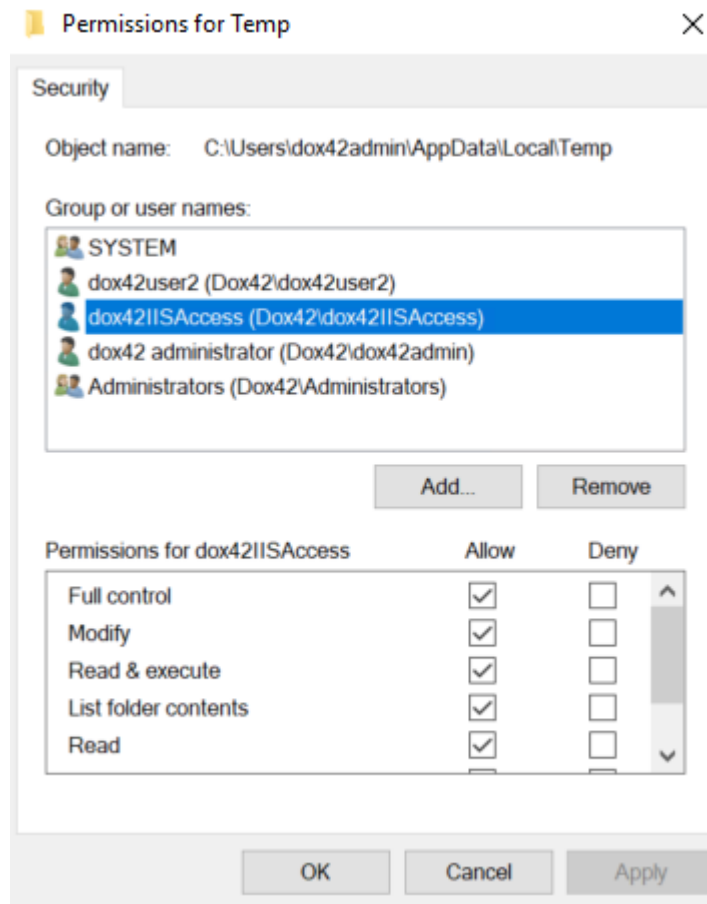 Permissions for Temp
Security
Object name: C:\Users\dox42admin\AppData\Local\Temp
Group or user names:
SYSTEM
dox42user2 (Dox42\dox42user2)
dox42IISAccess (Dox42\dox42IISAccess)
dox42 administrator (Dox42\dox42admin)
Administrators (Dox42\Administrators)
Add... Remove
Permissions for dox42IISAccess Allow Deny
Full control
Modify
Read & execute
List folder contents
Read
OK Cancel Apply